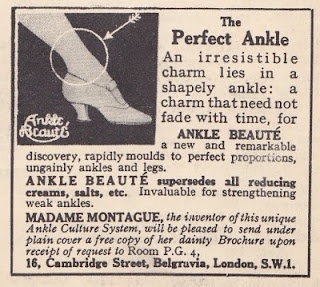 The
Perfect Ankle
An irresistible
charm lies in a
shapely ankle: a
charm that need not
fade with time, for
ANKLE BEAUTÉ
a new and remarkable
discovery, rapidly moulds to perfect proportions,
ungainly ankles and legs.
ANKLE BEAUTÉ supersedes all reducing
creams, salts, etc. Invaluable for strengthening
weak ankles.
MADAME MONTAGUE, the inventor of this unique
Ankle Culture System, will be pleased to send under
plain cover a free copy of her dainty Brochure upon
receipt of request to Room P.G. 4,
16, Cambridge Street, Belgravia, London, S.W.1.
Ankle
Beauté